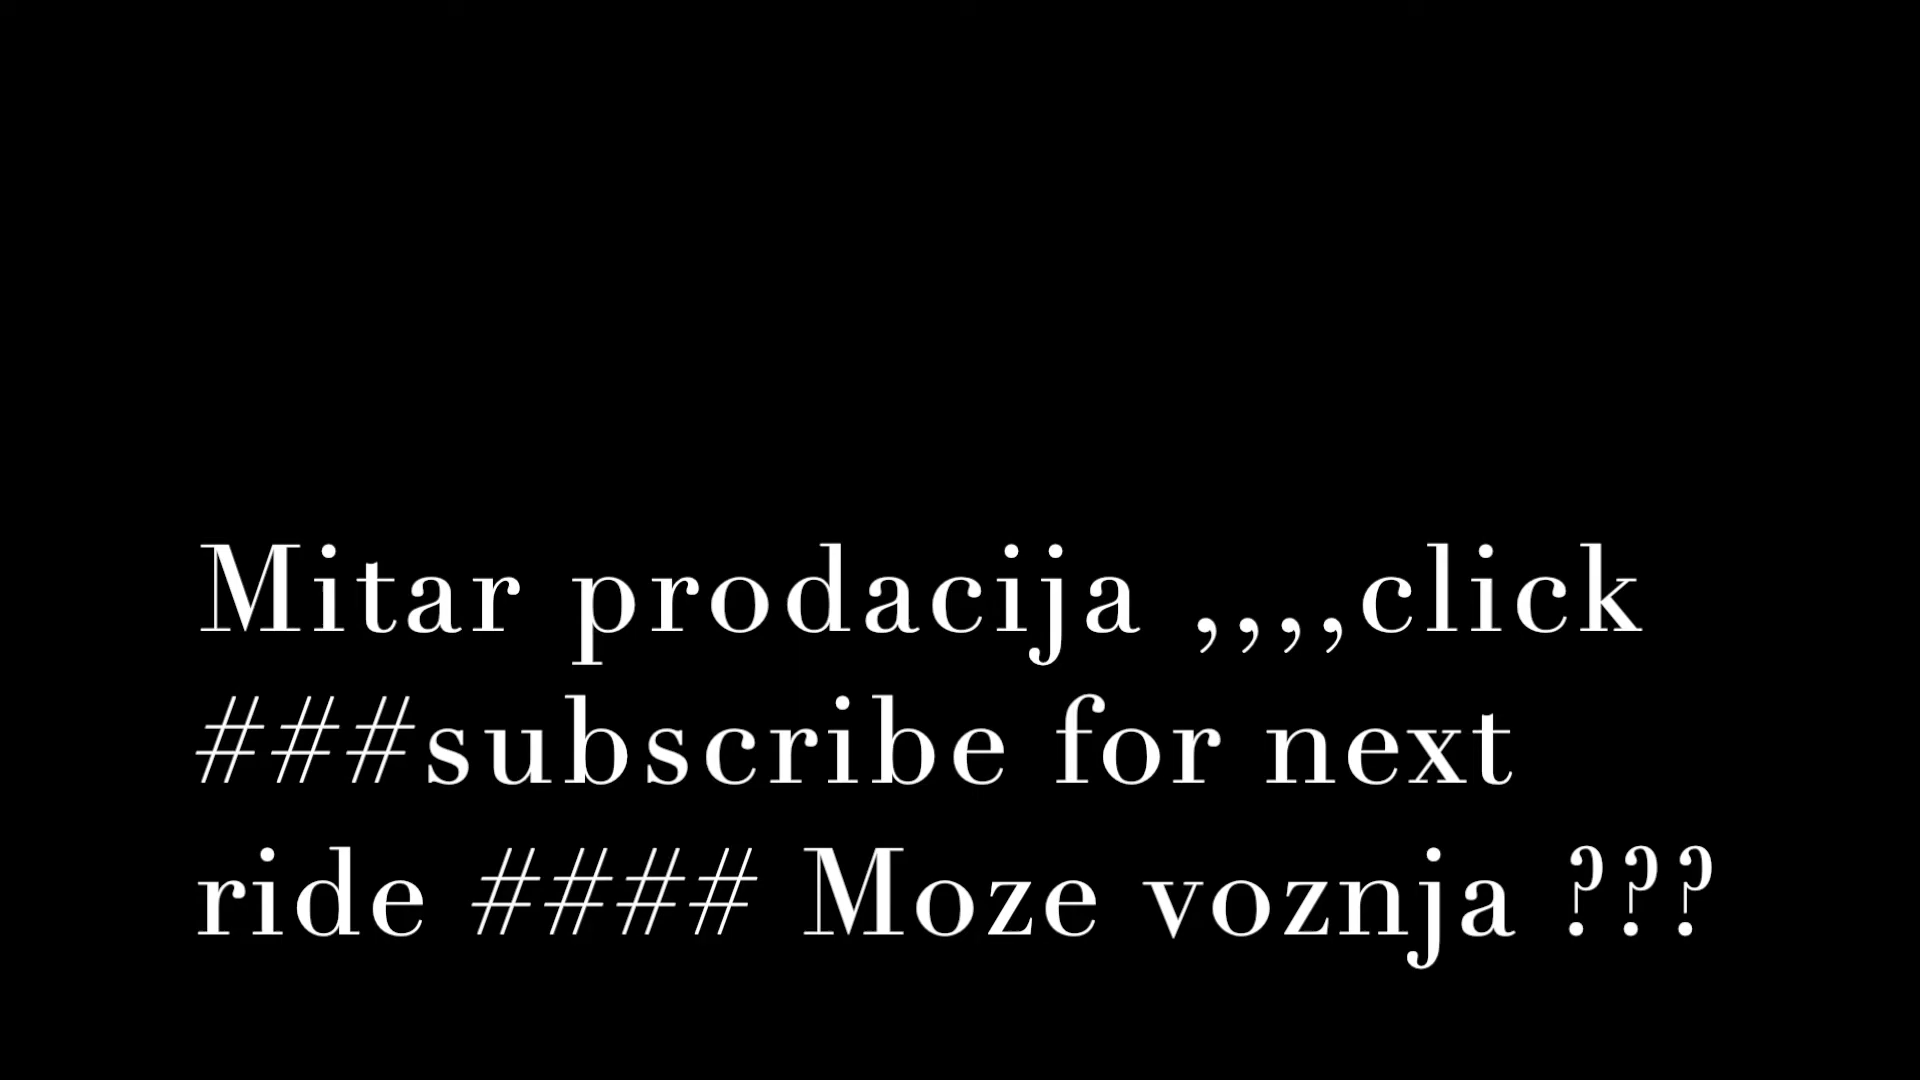 Mitar prodacija ,,,,click
###subscribe for next
ride #### Moze voznja ???